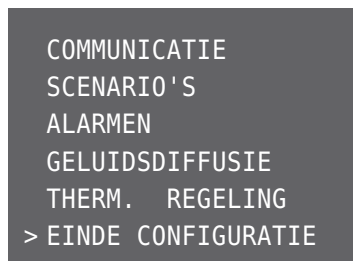 COMMUNICATIE
SCENARIO'S
ALARMEN
GELUIDSDIFFUSIE
THERM. REGELING
> EINDE CONFIGURATIE